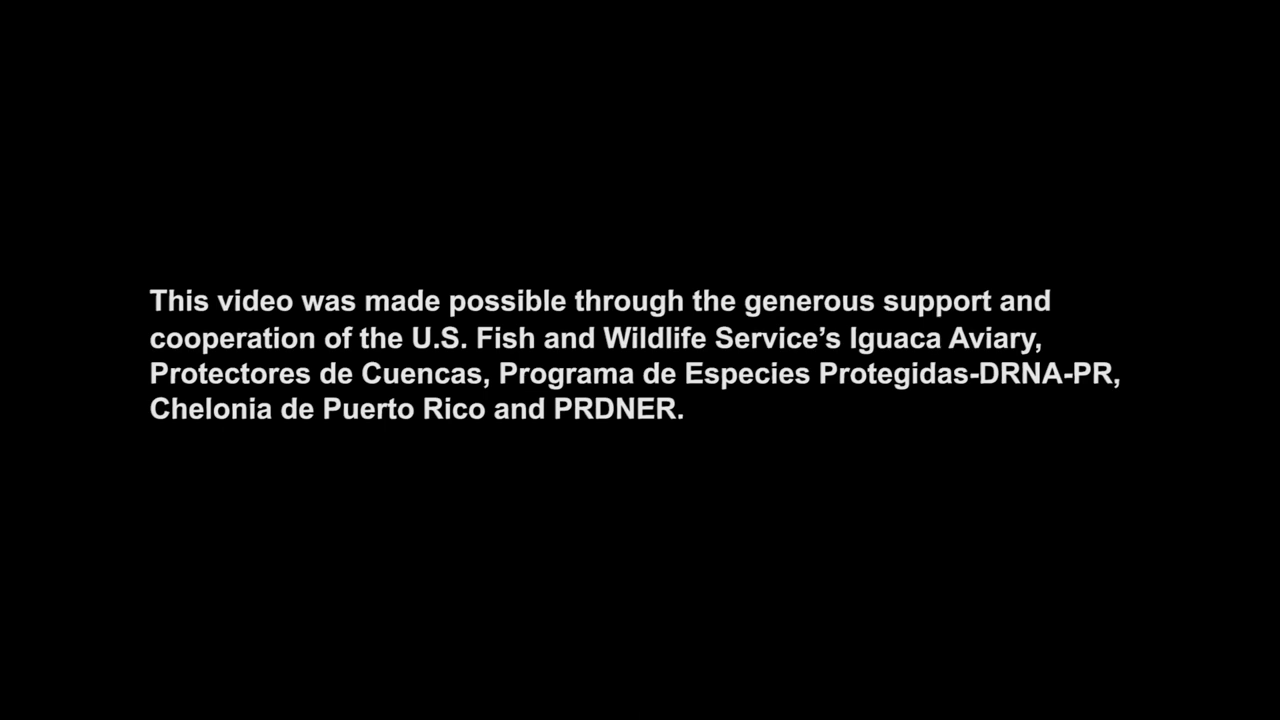 This video was made possible through the generous support and
cooperation of the U.S. Fish and Wildlife Service’s Iguaca Aviary,
Protectores de Cuencas, Programa de Especies Protegidas-DRNA-PR,
Chelonia de Puerto Rico and PRDNER.